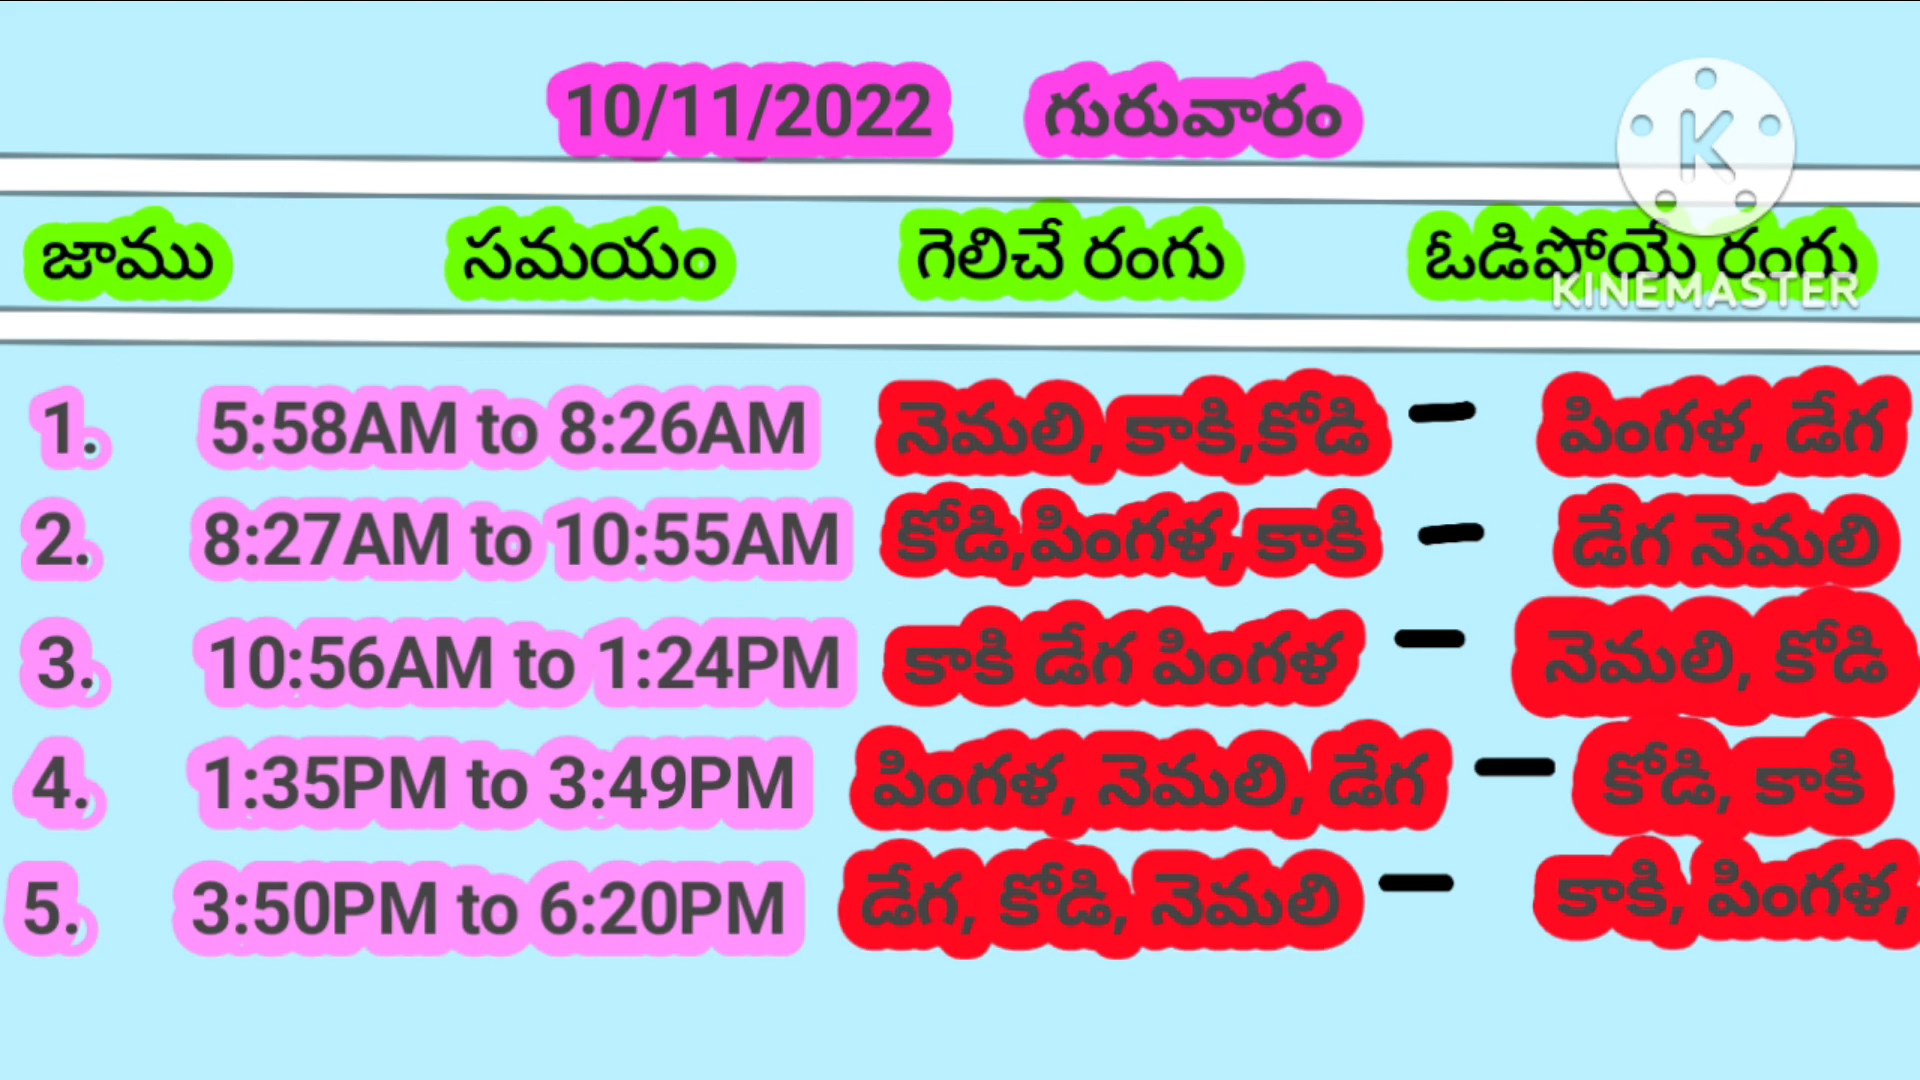 10/11/2022 గురువారం
జాము సమయం గెలిచే రంగు ఓడిపోయే రంగు
KINEMASTER
1. 5:58AM to 8:26AM నెమలి, కాకి,కోడి - పింగళ, డేగ
2. 8:27AM to 10:55AM కోడి,పింగళ, కాకి - డేగ నెమలి
3. 10:56AM to 1:24PM కాకి డేగ పింగళ - నెమలి, కోడి
4. 1:35PM to 3:49PM పింగళ, నెమలి, డేగ - కోడి, కాకి
5. 3:50PM to 6:20PM డేగ, కోడి, నెమలి - కాకి, పింగళ,